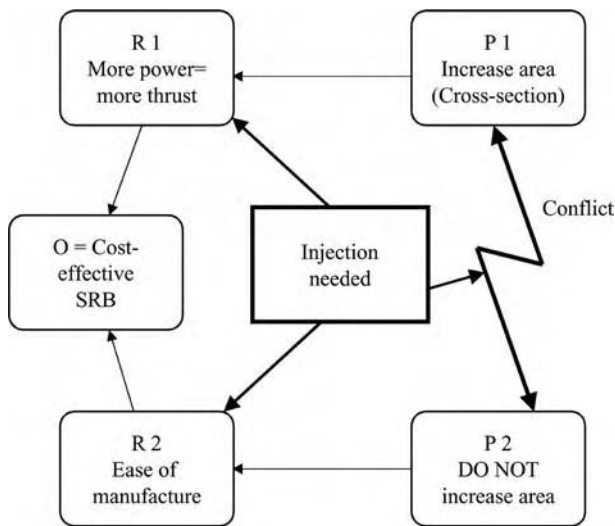 R 1
More power=
more thrust
P 1
Increase area
(Cross-section)
Conflict
O = Cost-
effective
SRB
Injection
needed
R 2
Ease of
manufacture
P 2
DO NOT
increase area